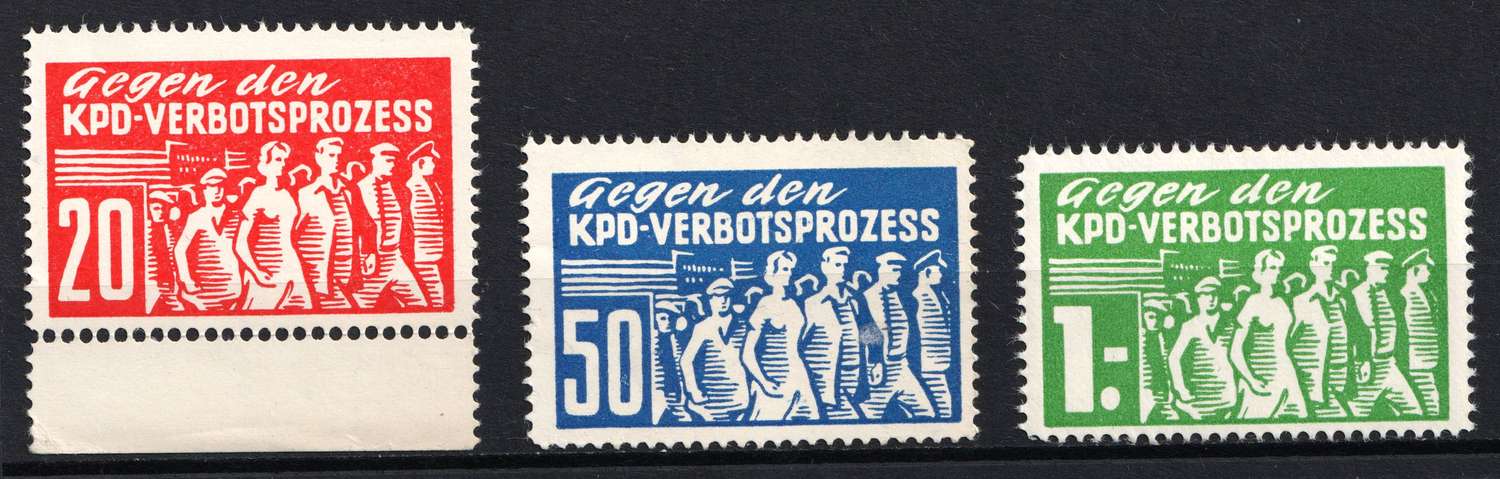 Gegen den
KPD-VERBOTSPROZESS
20
Gegen den
KPD-VERBOTSPROZESS
50
Gegen den
KPD-VERBOTSPROZESS
1.-